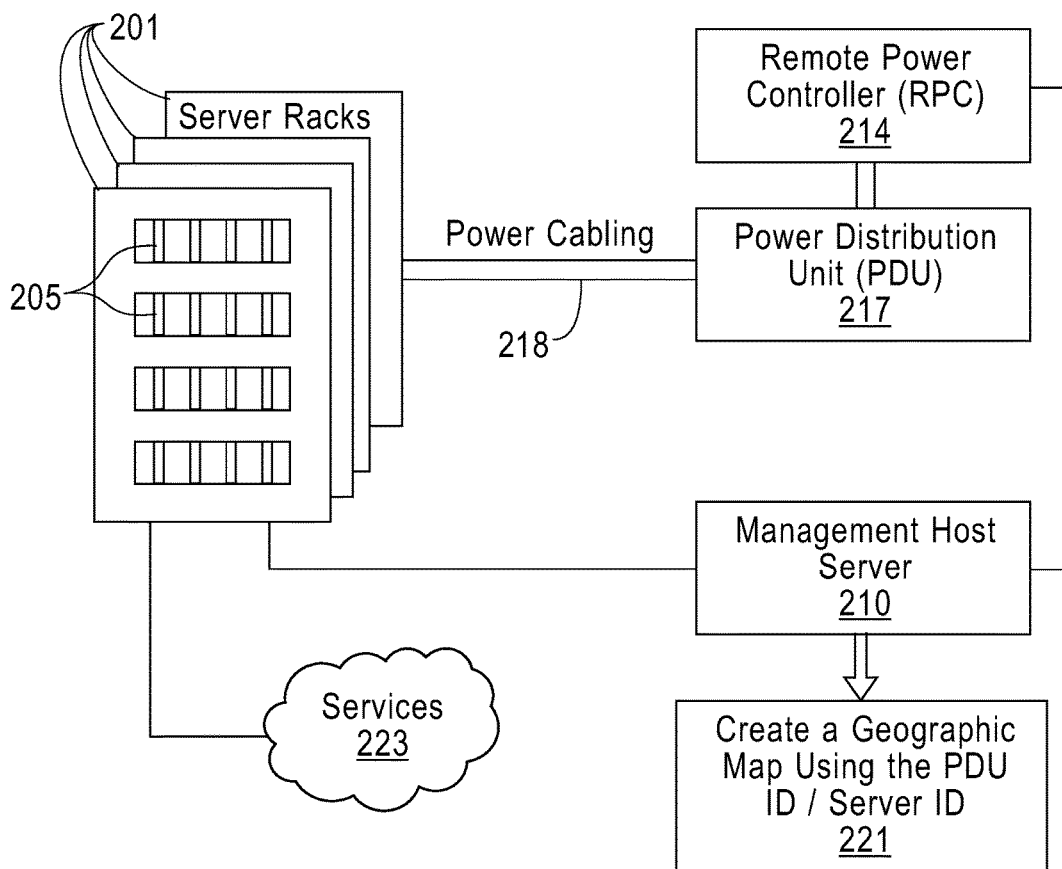 201
Server Racks
205
Power Cabling
218
Remote Power
Controller (RPC)
214
Power Distribution
Unit (PDU)
217
Management Host
Server
210
Services
223
Create a Geographic
Map Using the PDU
ID / Server ID
221